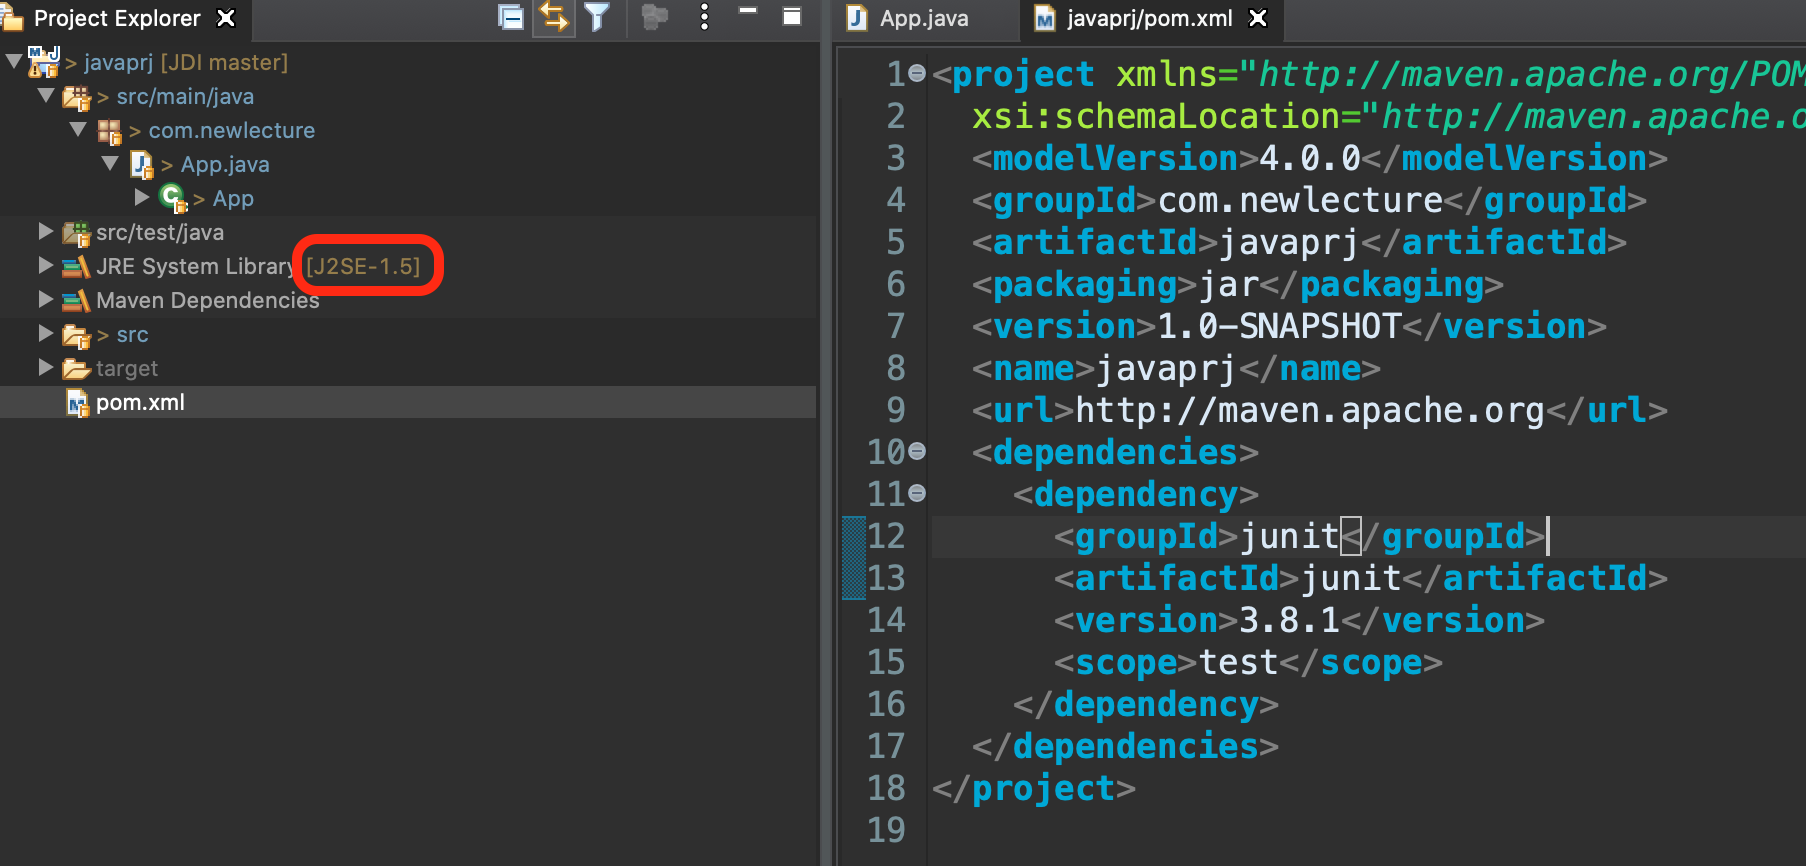 Project Explorer
> javaprj [JDI master]
> src/main/java
> com.newlecture
> App.java
> App
src/test/java
JRE System Library [J2SE-1.5]
Maven Dependencies
> src
target
pom.xml
App.java
javaprj/pom.xml
1 <project xmlns="http://maven.apache.org/POM
2 xsi:schemaLocation="http://maven.apache.o
3 <modelVersion>4.0.0</modelVersion>
4 <groupId>com.newlecture</groupId>
5 <artifactId>javaprj</artifactId>
6 <packaging>jar</packaging>
7 <version>1.0-SNAPSHOT</version>
8 <name>javaprj</name>
9 <url>http://maven.apache.org</url>
10 <dependencies>
11 <dependency>
12 <groupId>junit</groupId>
13 <artifactId>junit</artifactId>
14 <version>3.8.1</version>
15 <scope>test</scope>
16 </dependency>
17 </dependencies>
18 </project>
19